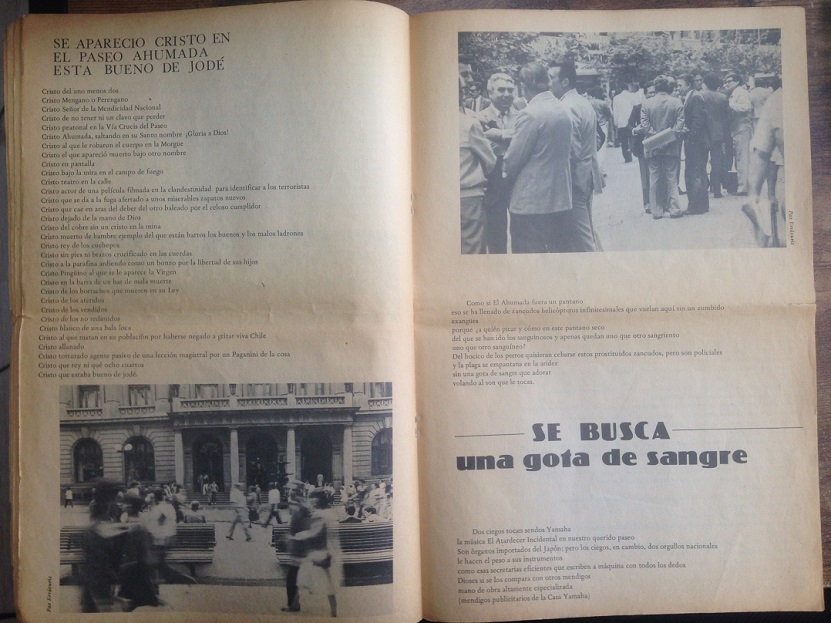 SE APARECIO CRISTO EN
EL PASEO AHUMADA
ESTA BUENO DE JODÉ
Cristo del uno menos dos
Cristo Mengano o Perengano
Cristo Señor de la Mendicidad Nacional
Cristo de no tener ni un clavo que perder
Cristo peatonal en la Vía Crucis del Paseo
Cristo Ahumada, saltando en su Santo nombre ¡Gloria a Dios!
Cristo al que le robaron el cuerpo en la Morgue
Cristo el que apareció muerto bajo otro nombre
Cristo en pantalla
Cristo bajo la mira en el campo de fuego
Cristo teatro en la calle
Cristo actor de una película filmada en la clandestinidad para identificar a los terroristas
Cristo que se da a la fuga aferrado a unos miserables zapatos nuevos
Cristo que cae en aras del deber del otro baleado por el celoso cumplidor
Cristo dejado de la mano de Dios
Cristo del cobre sin un cristo en la mina
Cristo muerto de hambre ejemplo del que están hartos los buenos y los malos ladrones
Cristo rey de los cachepos
Cristo sin pies ni brazos crucificado en las cuerdas
Cristo a la parafina ardiendo como un bonzo por la libertad de sus hijos
Cristo Pingüino al que se le aparece la Virgen
Cristo en la barra de un bar de mala muerte
Cristo de los borrachos que mueren en su Ley
Cristo de los ateridos
Cristo de los vendidos
Cristo de los no redimidos
Cristo blanco de una bala loca
Cristo al que matan en su población por haberse negado a gritar viva Chile
Cristo allanado
Cristo torturado agente pasivo de una lección magistral por un Paganini de la cosa
Cristo que rey ni qué ocho cuartos
Cristo que estaba bueno de jodé.
Paz Errázuriz
Paz Errázuriz
Como si El Ahumada fuera un pantano
eso se ha llenado de zancudos helicópteros infinitesimales que vuelan aquí sin un zumbido
exangües
porque ¿a quién picar y cómo en este pantano seco
del que se han ido los sanguinosos y apenas quedan uno que otro sangriento
uno que otro sanguíneo?
Del hocico de los perros quisieran cebarse estos prostituidos zancudos, pero son policiales
y la plaga se empantana en la aridez
sin una gota de sangre que adorar
volando al son que le tocas.
SE BUSCA
una gota de sangre
Dos ciegos tocan sendos Yamaha
la música El Atardecer Incidental en nuestro querido paseo
Son órganos importados del Japón; pero los ciegos, en cambio, dos orgullos nacionales
le hacen el peso a sus instrumentos
como esas secretarias eficientes que escriben a máquina con todos los dedos
Dioses si se los compara con otros mendigos
mano de obra altamente especializada
(mendigos publicitarios de la Casa Yamaha)